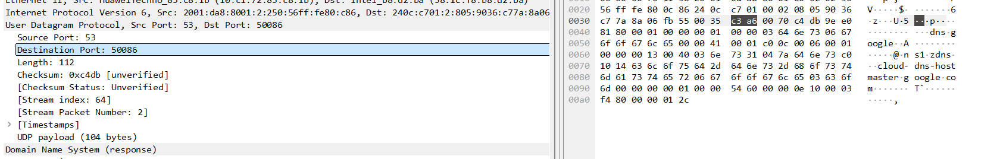 Ethernet II, Src: HuaweiTechno_85:c8:1b (10:c1:72:85:c8:1b), Dst: Intel_b8:d2:ba (58:1c:f8:b8:d2:ba)
Internet Protocol Version 6, Src: 2001:da8:8001:2:250:56ff:fe80:c86, Dst: 240c:c701:2:805:9036:c77a:8a06
User Datagram Protocol, Src Port: 53, Dst Port: 50086
Source Port: 53
Destination Port: 50086
Length: 112
Checksum: 0xc4db [unverified]
[Checksum Status: Unverified]
[Stream index: 64]
[Stream Packet Number: 2]
[Timestamps]
UDP payload (104 bytes)
Domain Name System (response)
0020 56 ff fe 80 0c 86 24 0c c7 01 00 02 08 05 90 36 V·····$· ·······6
0030 c7 7a 8a 06 fb 55 00 35 c3 a6 00 70 c4 db 9e e0 ·z···U·5 ···p····
0040 81 80 00 01 00 00 00 01 00 00 03 64 6e 73 06 67 ········ ···dns·g
0050 6f 6f 67 6c 65 00 00 41 00 01 c0 0c 00 06 00 01 oogle··A ········
0060 00 00 00 13 00 40 03 6e 73 31 04 7a 64 6e 73 c0 ·····@·n s1·zdns·
0070 10 14 63 6c 6f 75 64 2d 64 6e 73 2d 68 6f 73 74 ··cloud- dns-host
0080 6d 61 73 74 65 72 06 67 6f 6f 67 6c 65 03 63 6f master·g oogle·co
0090 6d 00 00 00 00 01 00 00 54 60 00 00 0e 10 00 03 m······· T`······
00a0 f4 80 00 00 01 2c ·····,